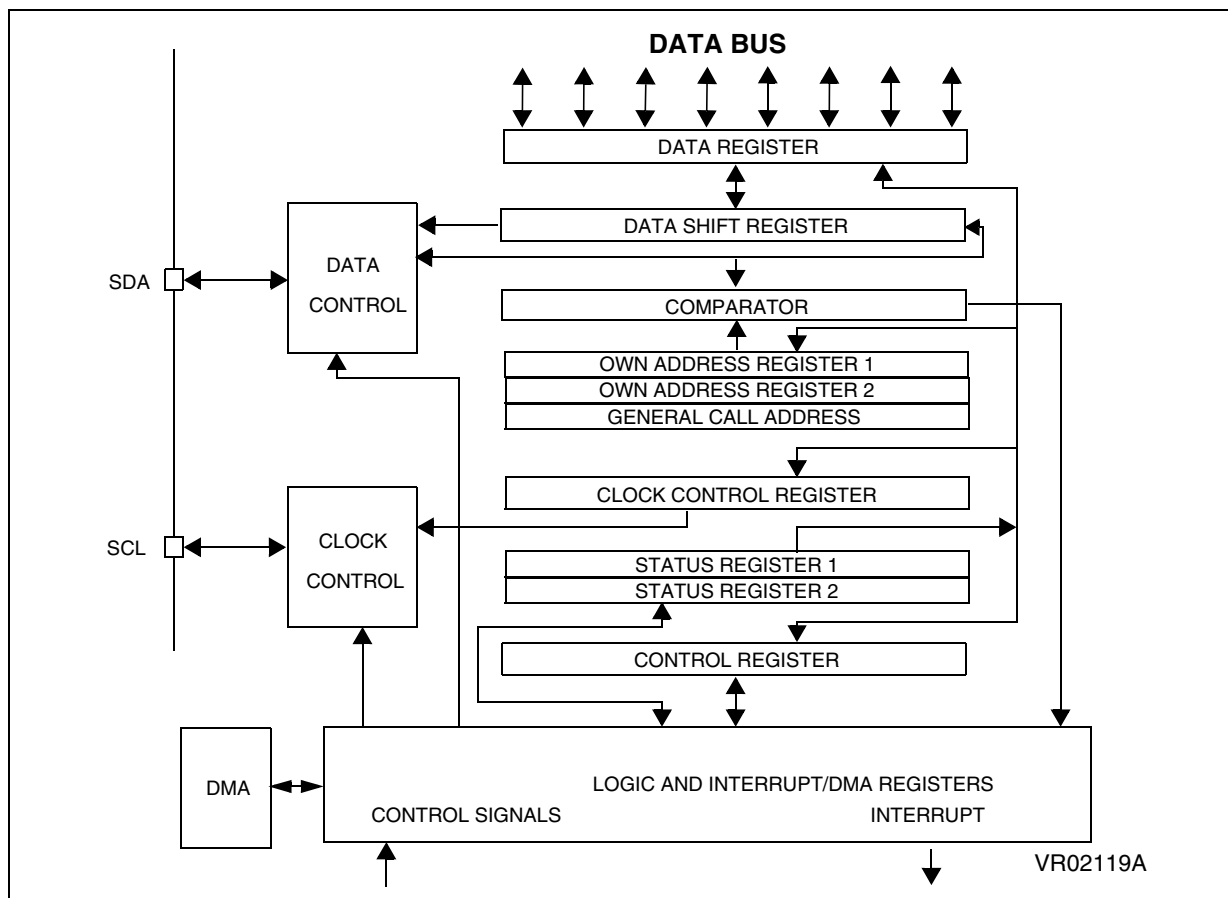 DATA BUS
DATA REGISTER
DATA SHIFT REGISTER
DATA
CONTROL
SDA
COMPARATOR
OWN ADDRESS REGISTER 1
OWN ADDRESS REGISTER 2
GENERAL CALL ADDRESS
CLOCK CONTROL REGISTER
CLOCK
CONTROL
SCL
STATUS REGISTER 1
STATUS REGISTER 2
CONTROL REGISTER
DMA
LOGIC AND INTERRUPT/DMA REGISTERS
CONTROL SIGNALS
INTERRUPT
VR02119A